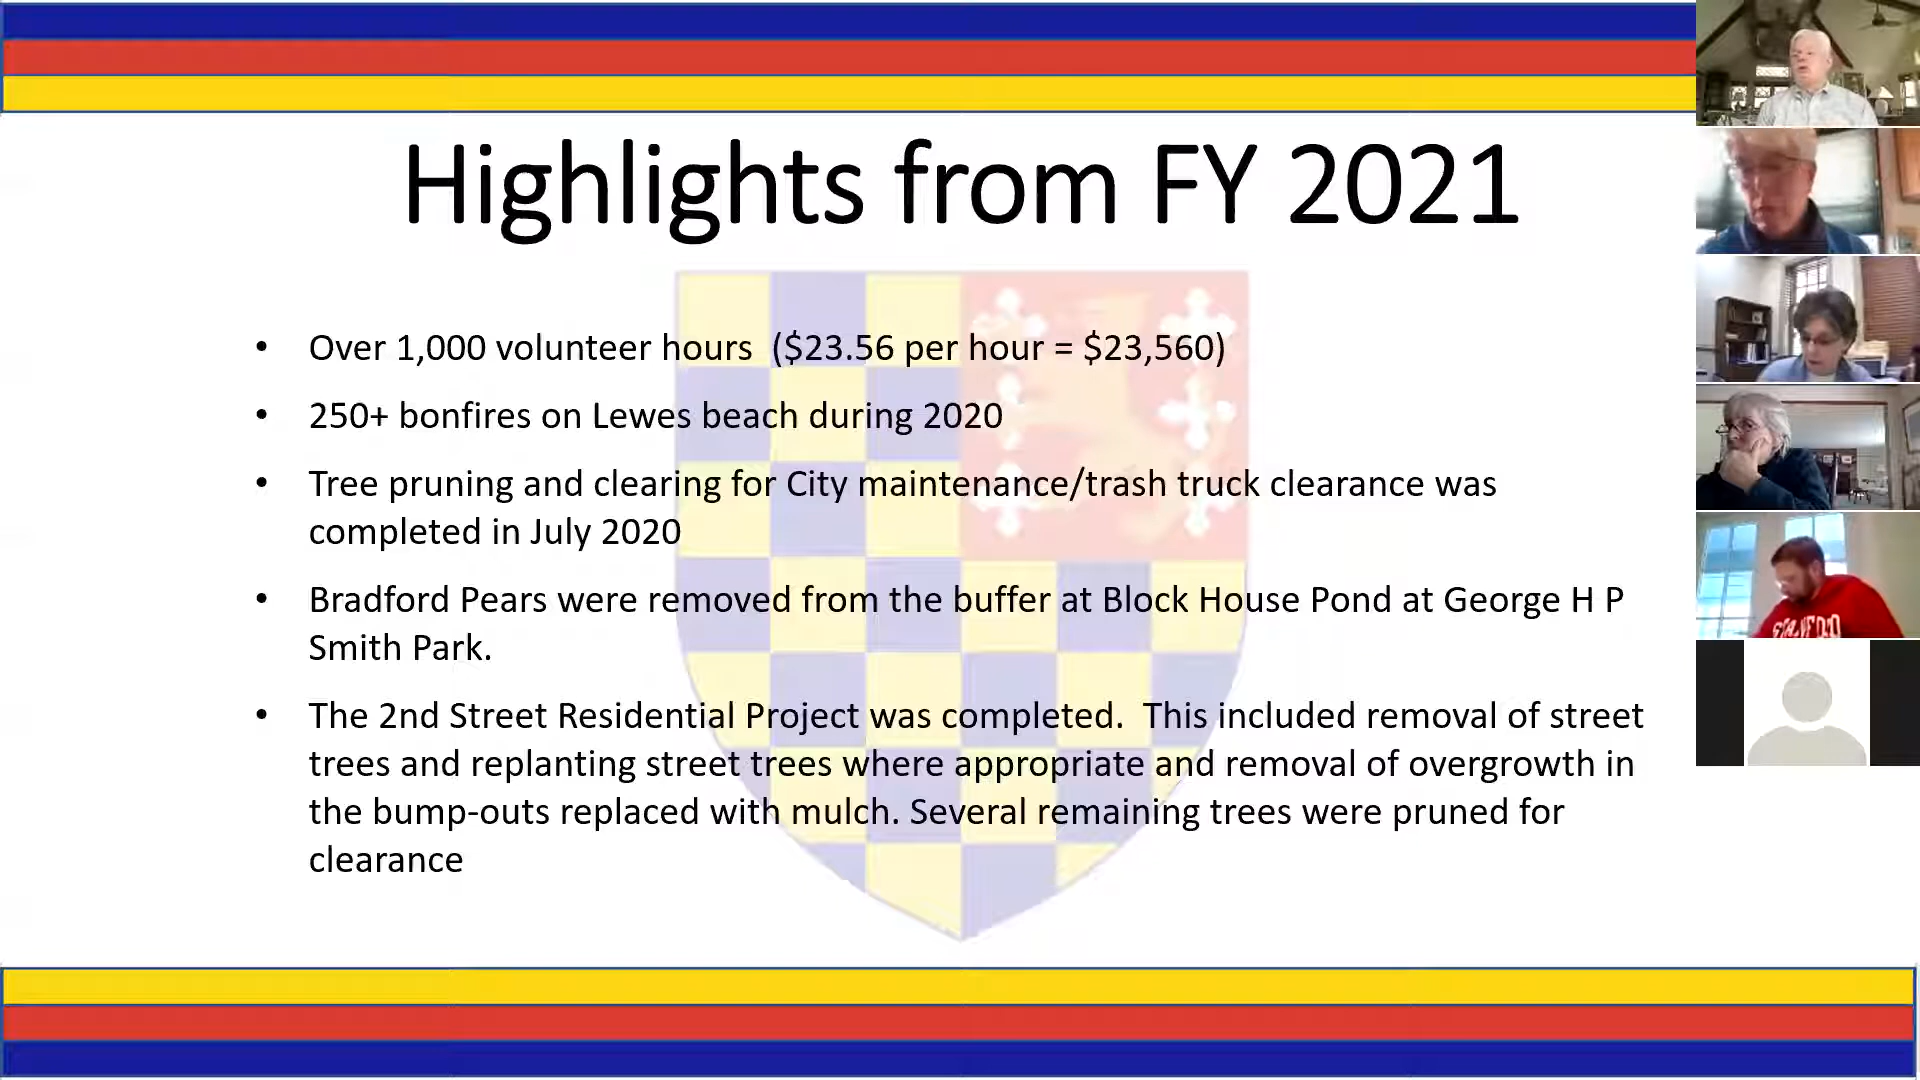 Highlights from FY 2021
• Over 1,000 volunteer hours  ($23.56 per hour = $23,560)
• 250+ bonfires on Lewes beach during 2020
• Tree pruning and clearing for City maintenance/trash truck clearance was
completed in July 2020
• Bradford Pears were removed from the buffer at Block House Pond at George H P
Smith Park.
• The 2nd Street Residential Project was completed.  This included removal of street
trees and replanting street trees where appropriate and removal of overgrowth in
the bump-outs replaced with mulch. Several remaining trees were pruned for
clearance